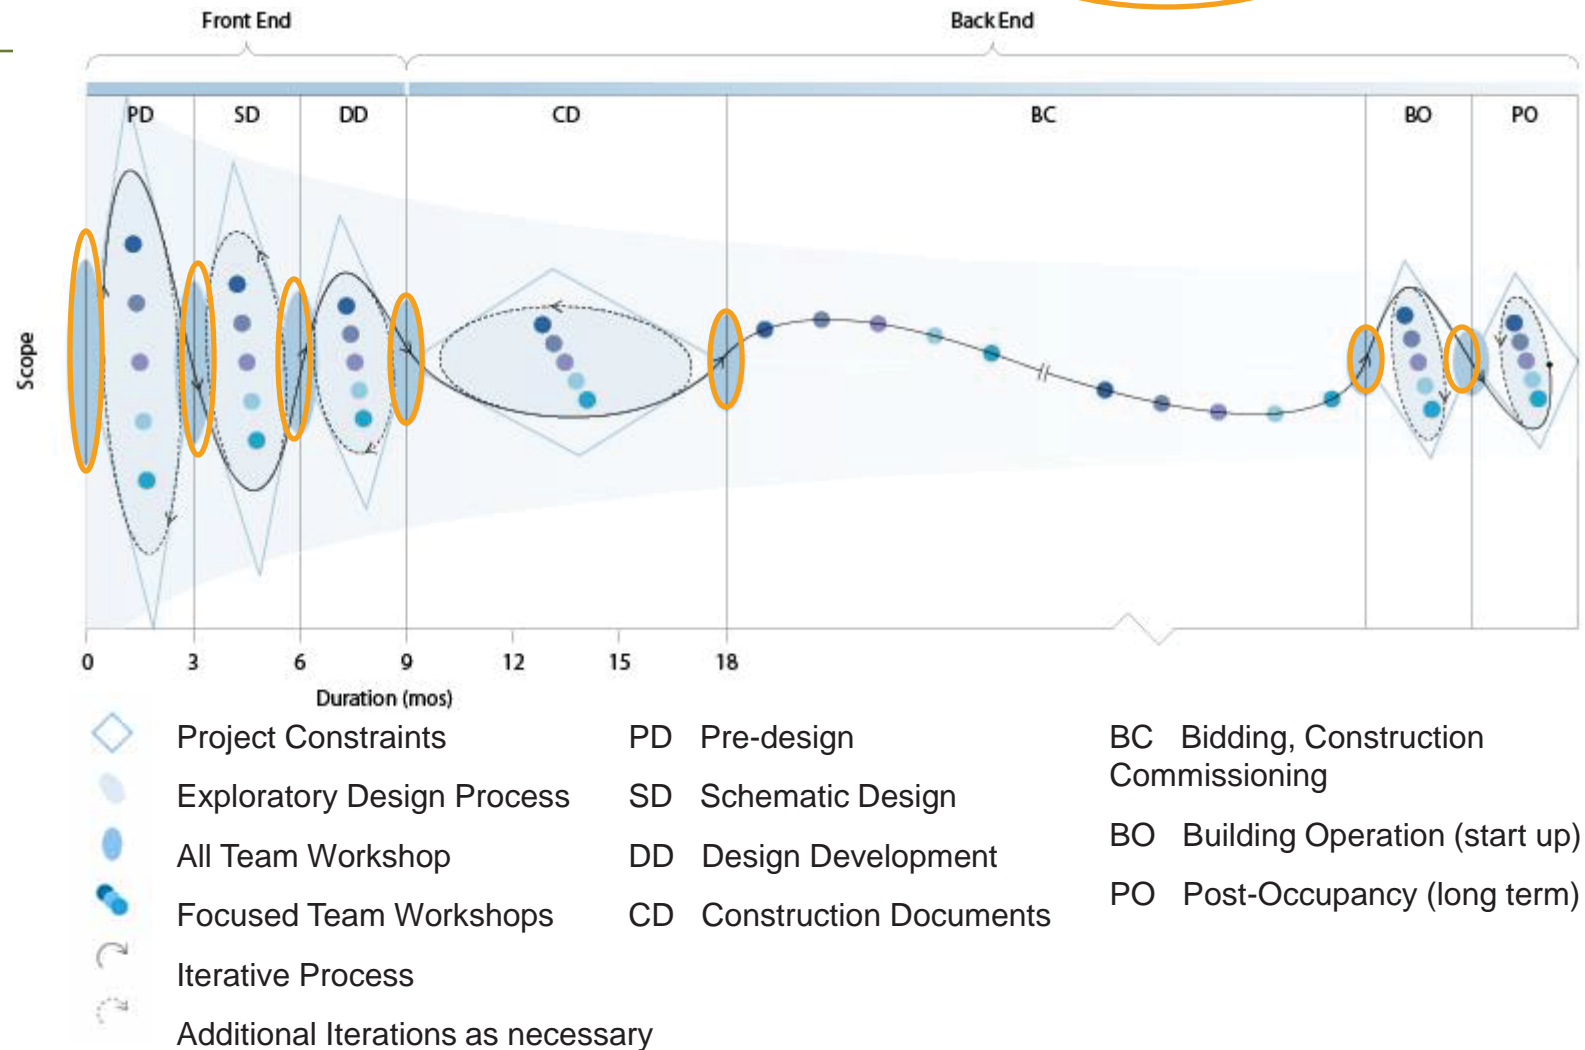 Front End
Back End
PD
SD
DD
CD
BC
BO
PO
Scope
0
3
6
9
12
15
18
Duration (mos)
Project Constraints
Exploratory Design Process
All Team Workshop
Focused Team Workshops
Iterative Process
Additional Iterations as necessary
PD Pre-design
SD Schematic Design
DD Design Development
CD Construction Documents
BC Bidding, Construction
Commissioning
BO Building Operation (start up)
PO Post-Occupancy (long term)